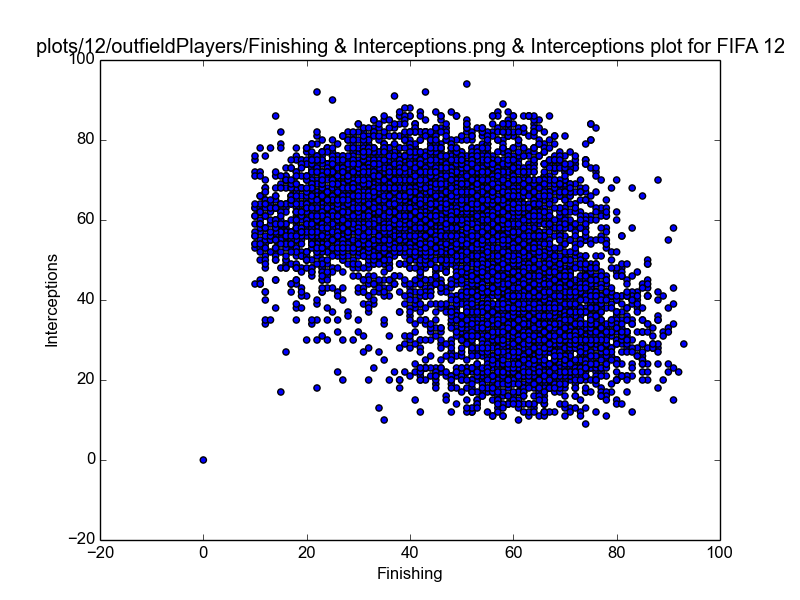 plots/12/outfieldPlayers/Finishing & Interceptions.png & Interceptions plot for FIFA 12
100
80
60
40
20
0
−20
Interceptions
−20 0 20 40 60 80 100
Finishing